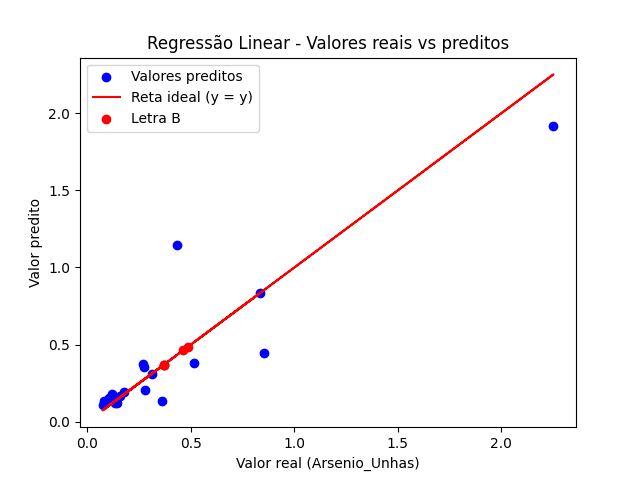 Regressão Linear - Valores reais vs preditos
Valores preditos
Reta ideal (y = y)
Letra B
Valor predito
2.0
1.5
1.0
0.5
0.0
0.0 0.5 1.0 1.5 2.0
Valor real (Arsenio_Unhas)